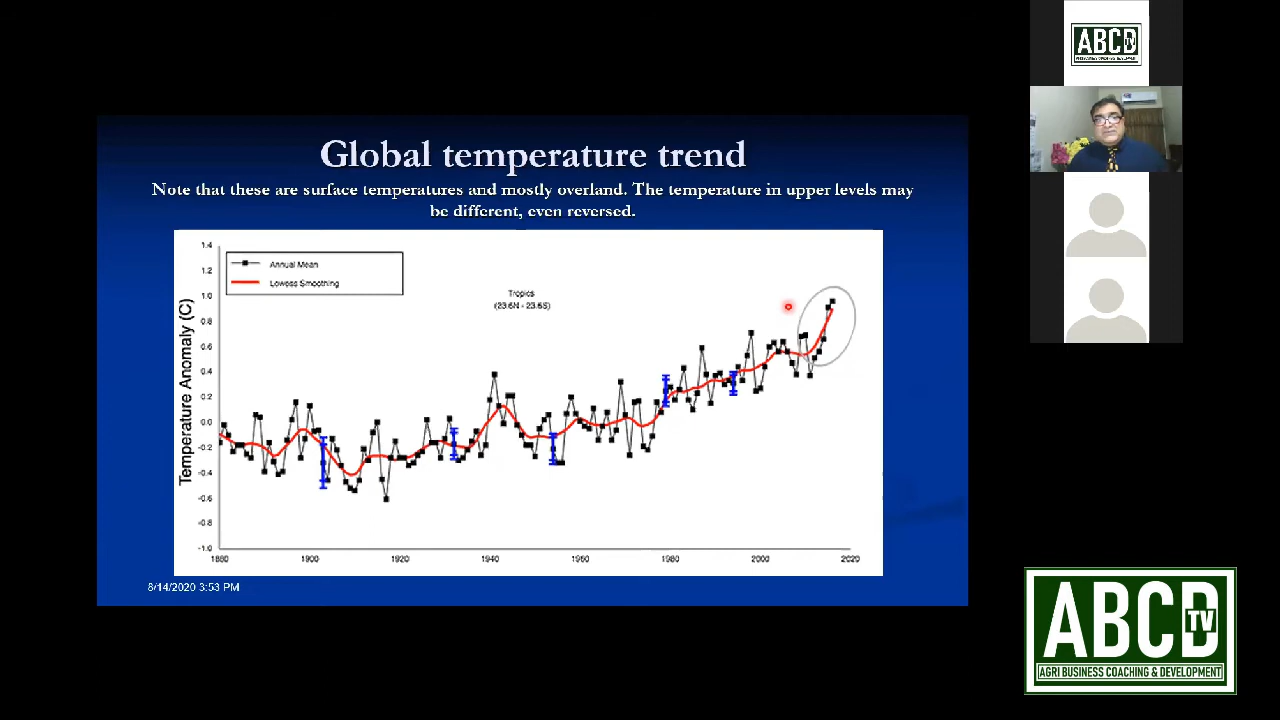 ABCD
TV
Global temperature trend
Note that these are surface temperatures and mostly overland. The temperature in upper levels may
be different, even reversed.
1.4
1.2
1.0
0.8
0.6
0.4
0.2
0.0
-0.2
-0.4
-0.6
-0.8
-1.0
Temperature Anomaly (C)
Annual Mean
Lowess Smoothing
Tropics
(23.6N - 23.6S)
1880 1900 1920 1940 1960 1980 2000 2020
8/14/2020 3:53 PM
ABCD
TV
AGRI BUSINESS COACHING & DEVELOPMENT